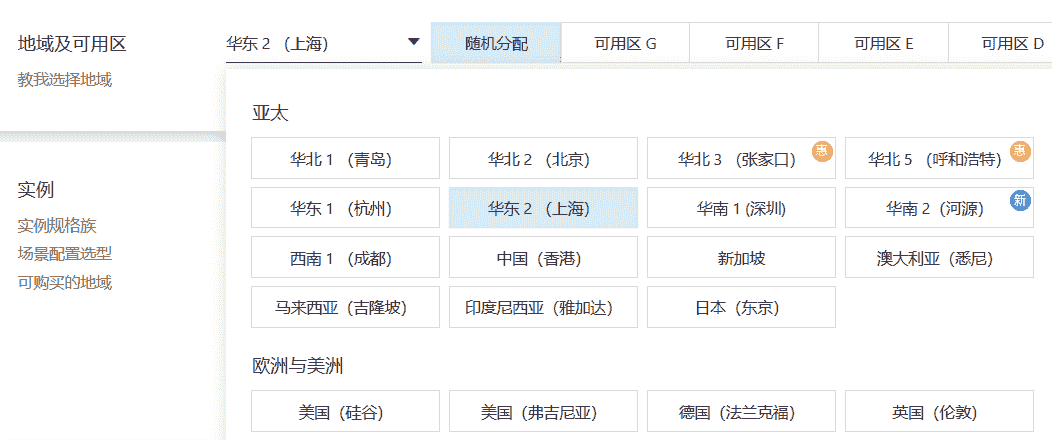 地域及可用区 华东 2 （上海） 随机分配 可用区 G 可用区 F 可用区 E 可用区 D
教我选择地域
亚太
华北 1 （青岛） 华北 2 （北京） 华北 3 （张家口） 惠 华北 5 （呼和浩特） 惠
实例
华东 1 （杭州） 华东 2 （上海） 华南 1 (深圳) 华南 2（河源） 新
实例规格族
场景配置选型
西南 1 （成都） 中国（香港） 新加坡 澳大利亚（悉尼）
可购买的地域
马来西亚（吉隆坡） 印度尼西亚（雅加达） 日本（东京）
欧洲与美洲
美国（硅谷） 美国（弗吉尼亚） 德国（法兰克福） 英国（伦敦）